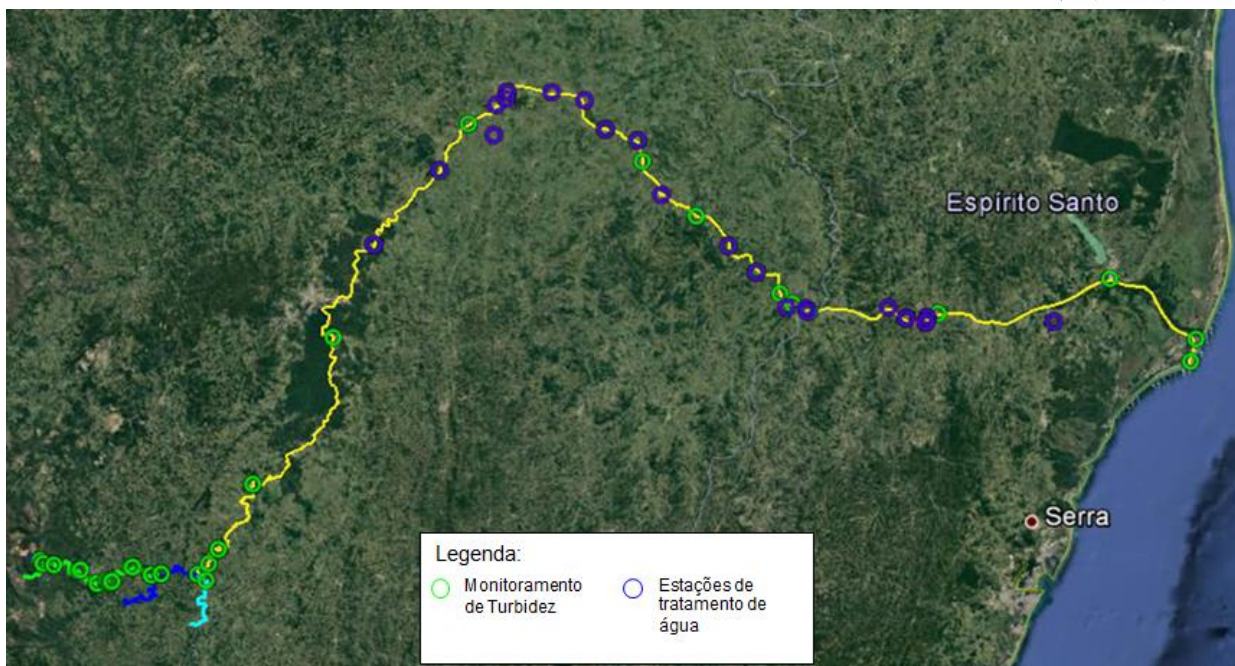 Espírito Santo
Serra
Legenda:
Monitoramento
de Turbidez
Estações de
tratamento de
água